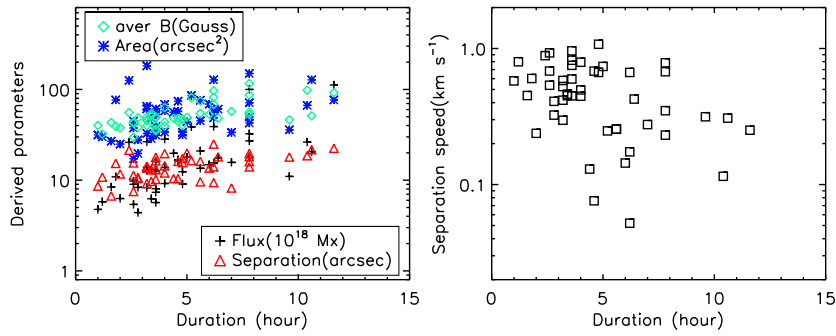 aver B(Gauss)
Area(arcsec²)
1000
100
10
1
Derived parameters
Flux(10¹⁸ Mx)
Separation(arcsec)
0
5
10
15
Duration (hour)
1.0
0.1
Separation speed(km s⁻¹)
0
5
10
15
Duration (hour)